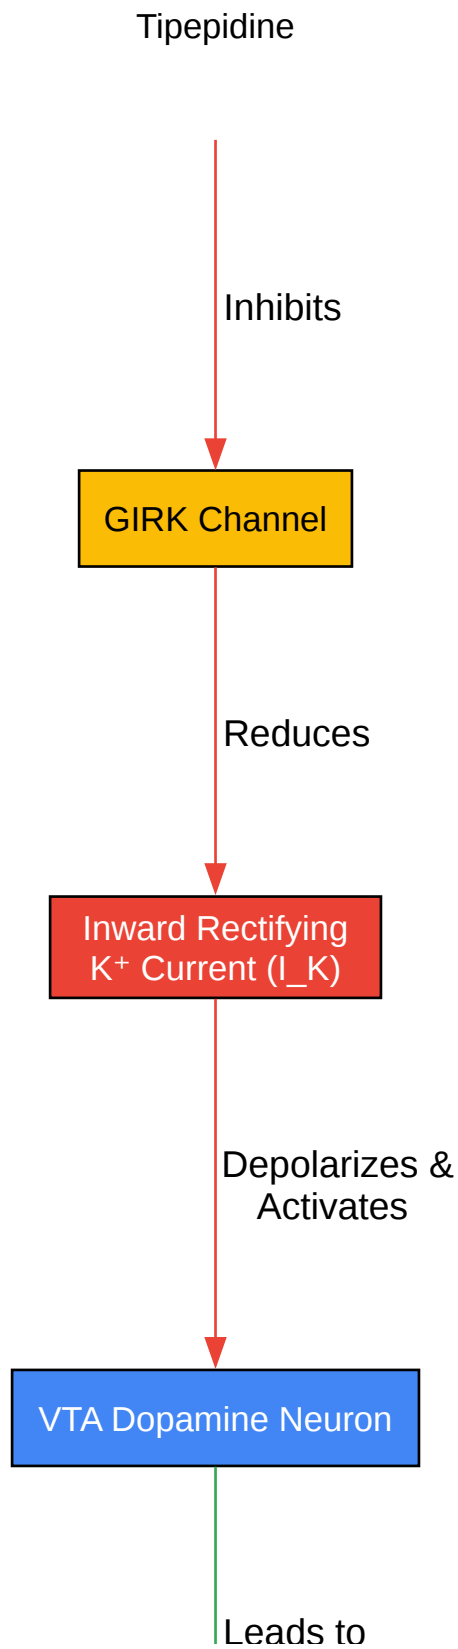 Tipepidine
Inhibits
GIRK Channel
Reduces
Inward Rectifying
K⁺ Current (I_K)
Depolarizes &
Activates
VTA Dopamine Neuron
Leads to